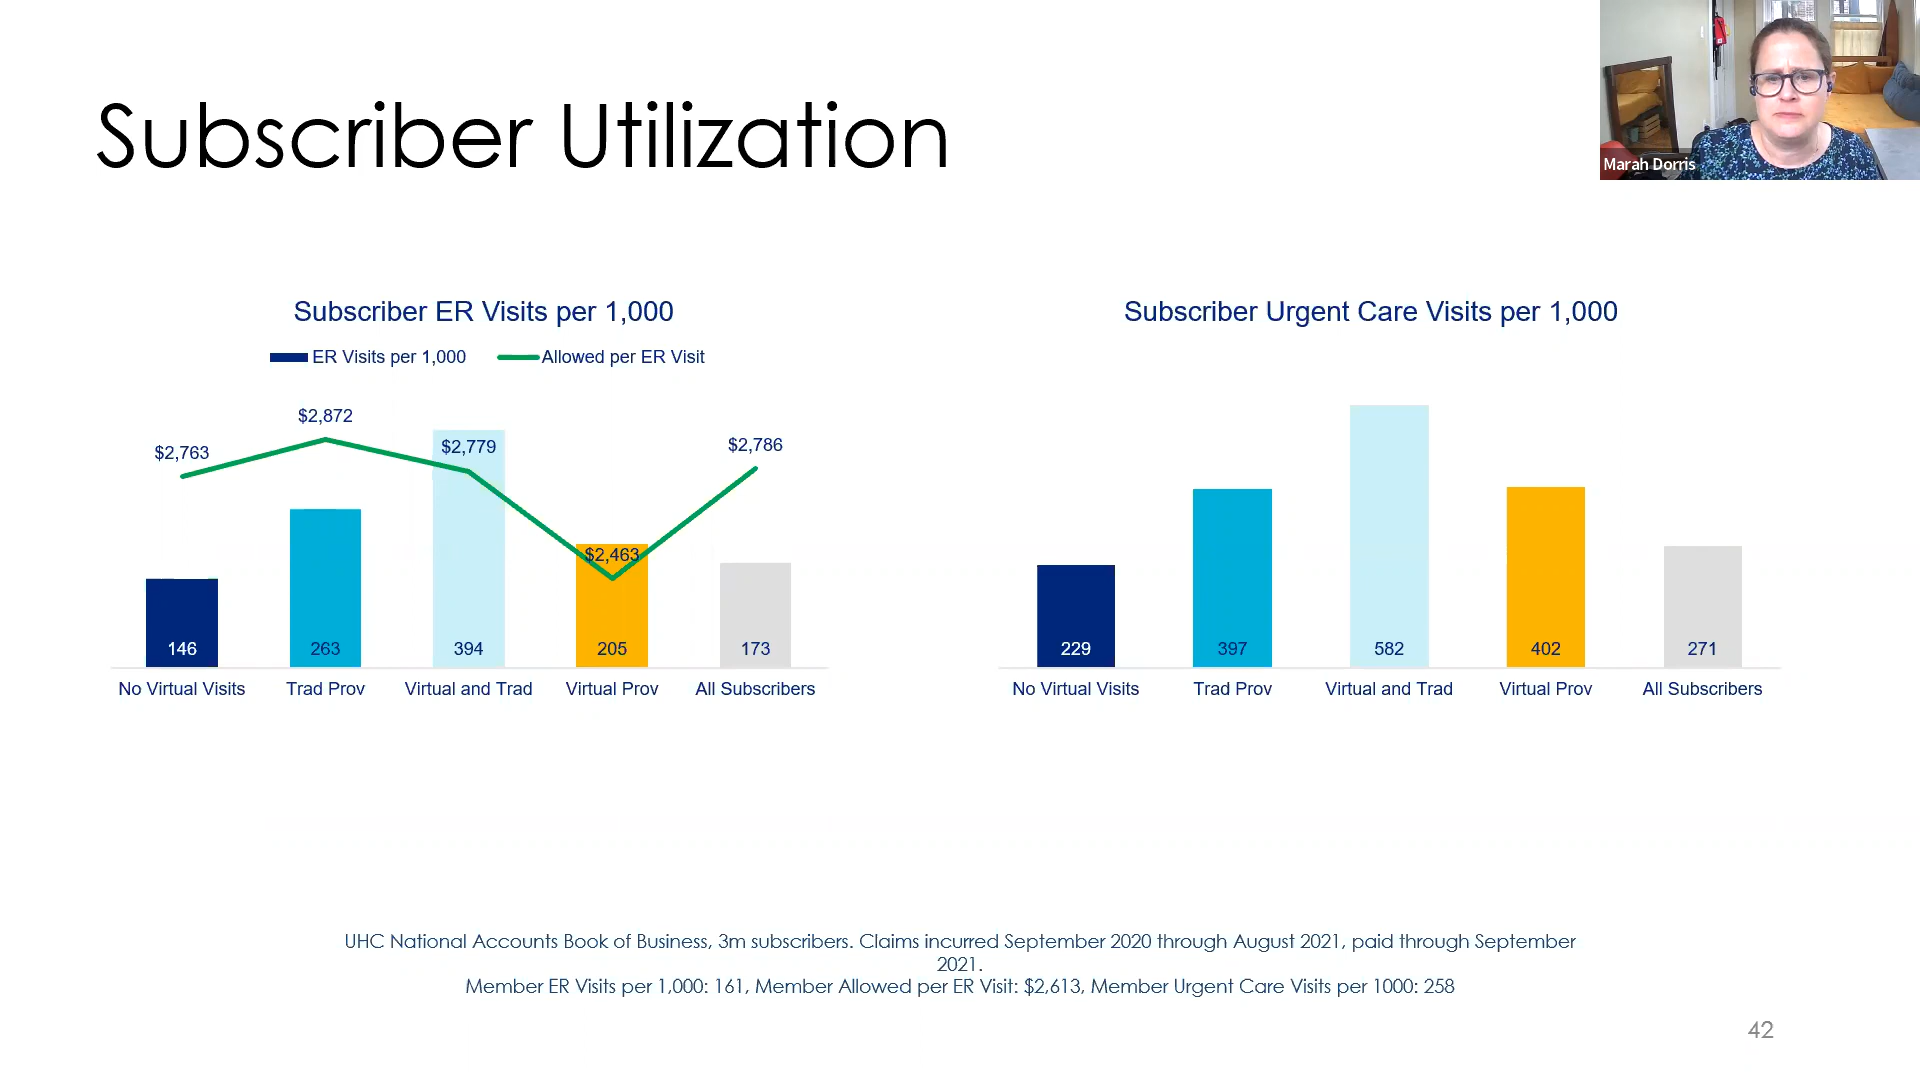 Subscriber Utilization
Marah Dorris
Subscriber ER Visits per 1,000
ER Visits per 1,000 Allowed per ER Visit
$2,763 $2,872 $2,779 $2,463 $2,786
146 263 394 205 173
No Virtual Visits Trad Prov Virtual and Trad Virtual Prov All Subscribers
Subscriber Urgent Care Visits per 1,000
229 397 582 402 271
No Virtual Visits Trad Prov Virtual and Trad Virtual Prov All Subscribers
UHC National Accounts Book of Business, 3m subscribers. Claims incurred September 2020 through August 2021, paid through September
2021.
Member ER Visits per 1,000: 161, Member Allowed per ER Visit: $2,613, Member Urgent Care Visits per 1000: 258
42